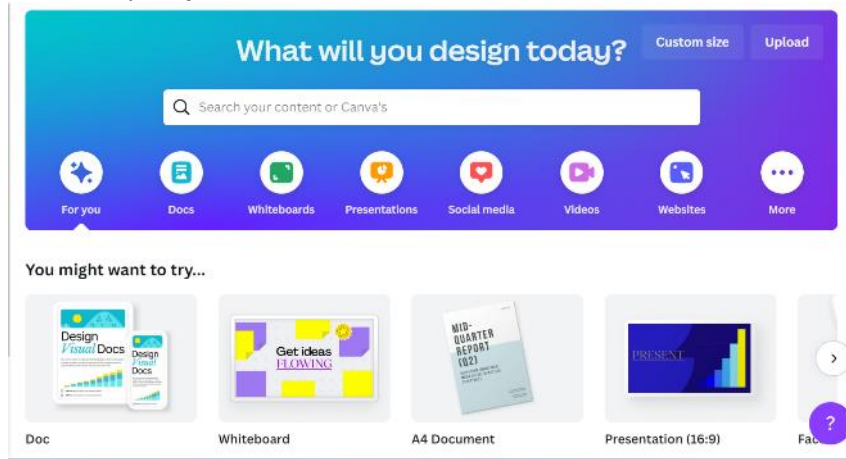 What will you design today?
Custom size
Upload
Search your content or Canva's
For you
Docs
Whiteboards
Presentations
Social media
Videos
Websites
More
You might want to try...
Design
Visual Docs
Design
Visual
Docs
Get ideas
FLOWING
MID-
QUARTER
REPORT
(Q2)
PRESENT
?
Doc
Whiteboard
A4 Document
Presentation (16:9)